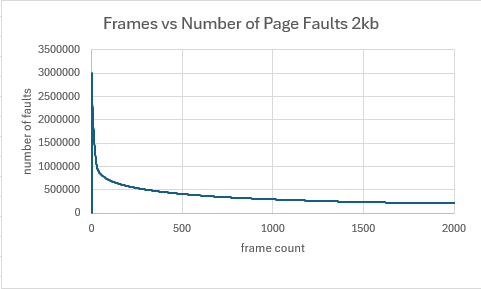 Frames vs Number of Page Faults 2kb
3500000
3000000
2500000
2000000
1500000
1000000
500000
0
number of faults
0 500 1000 1500 2000
frame count